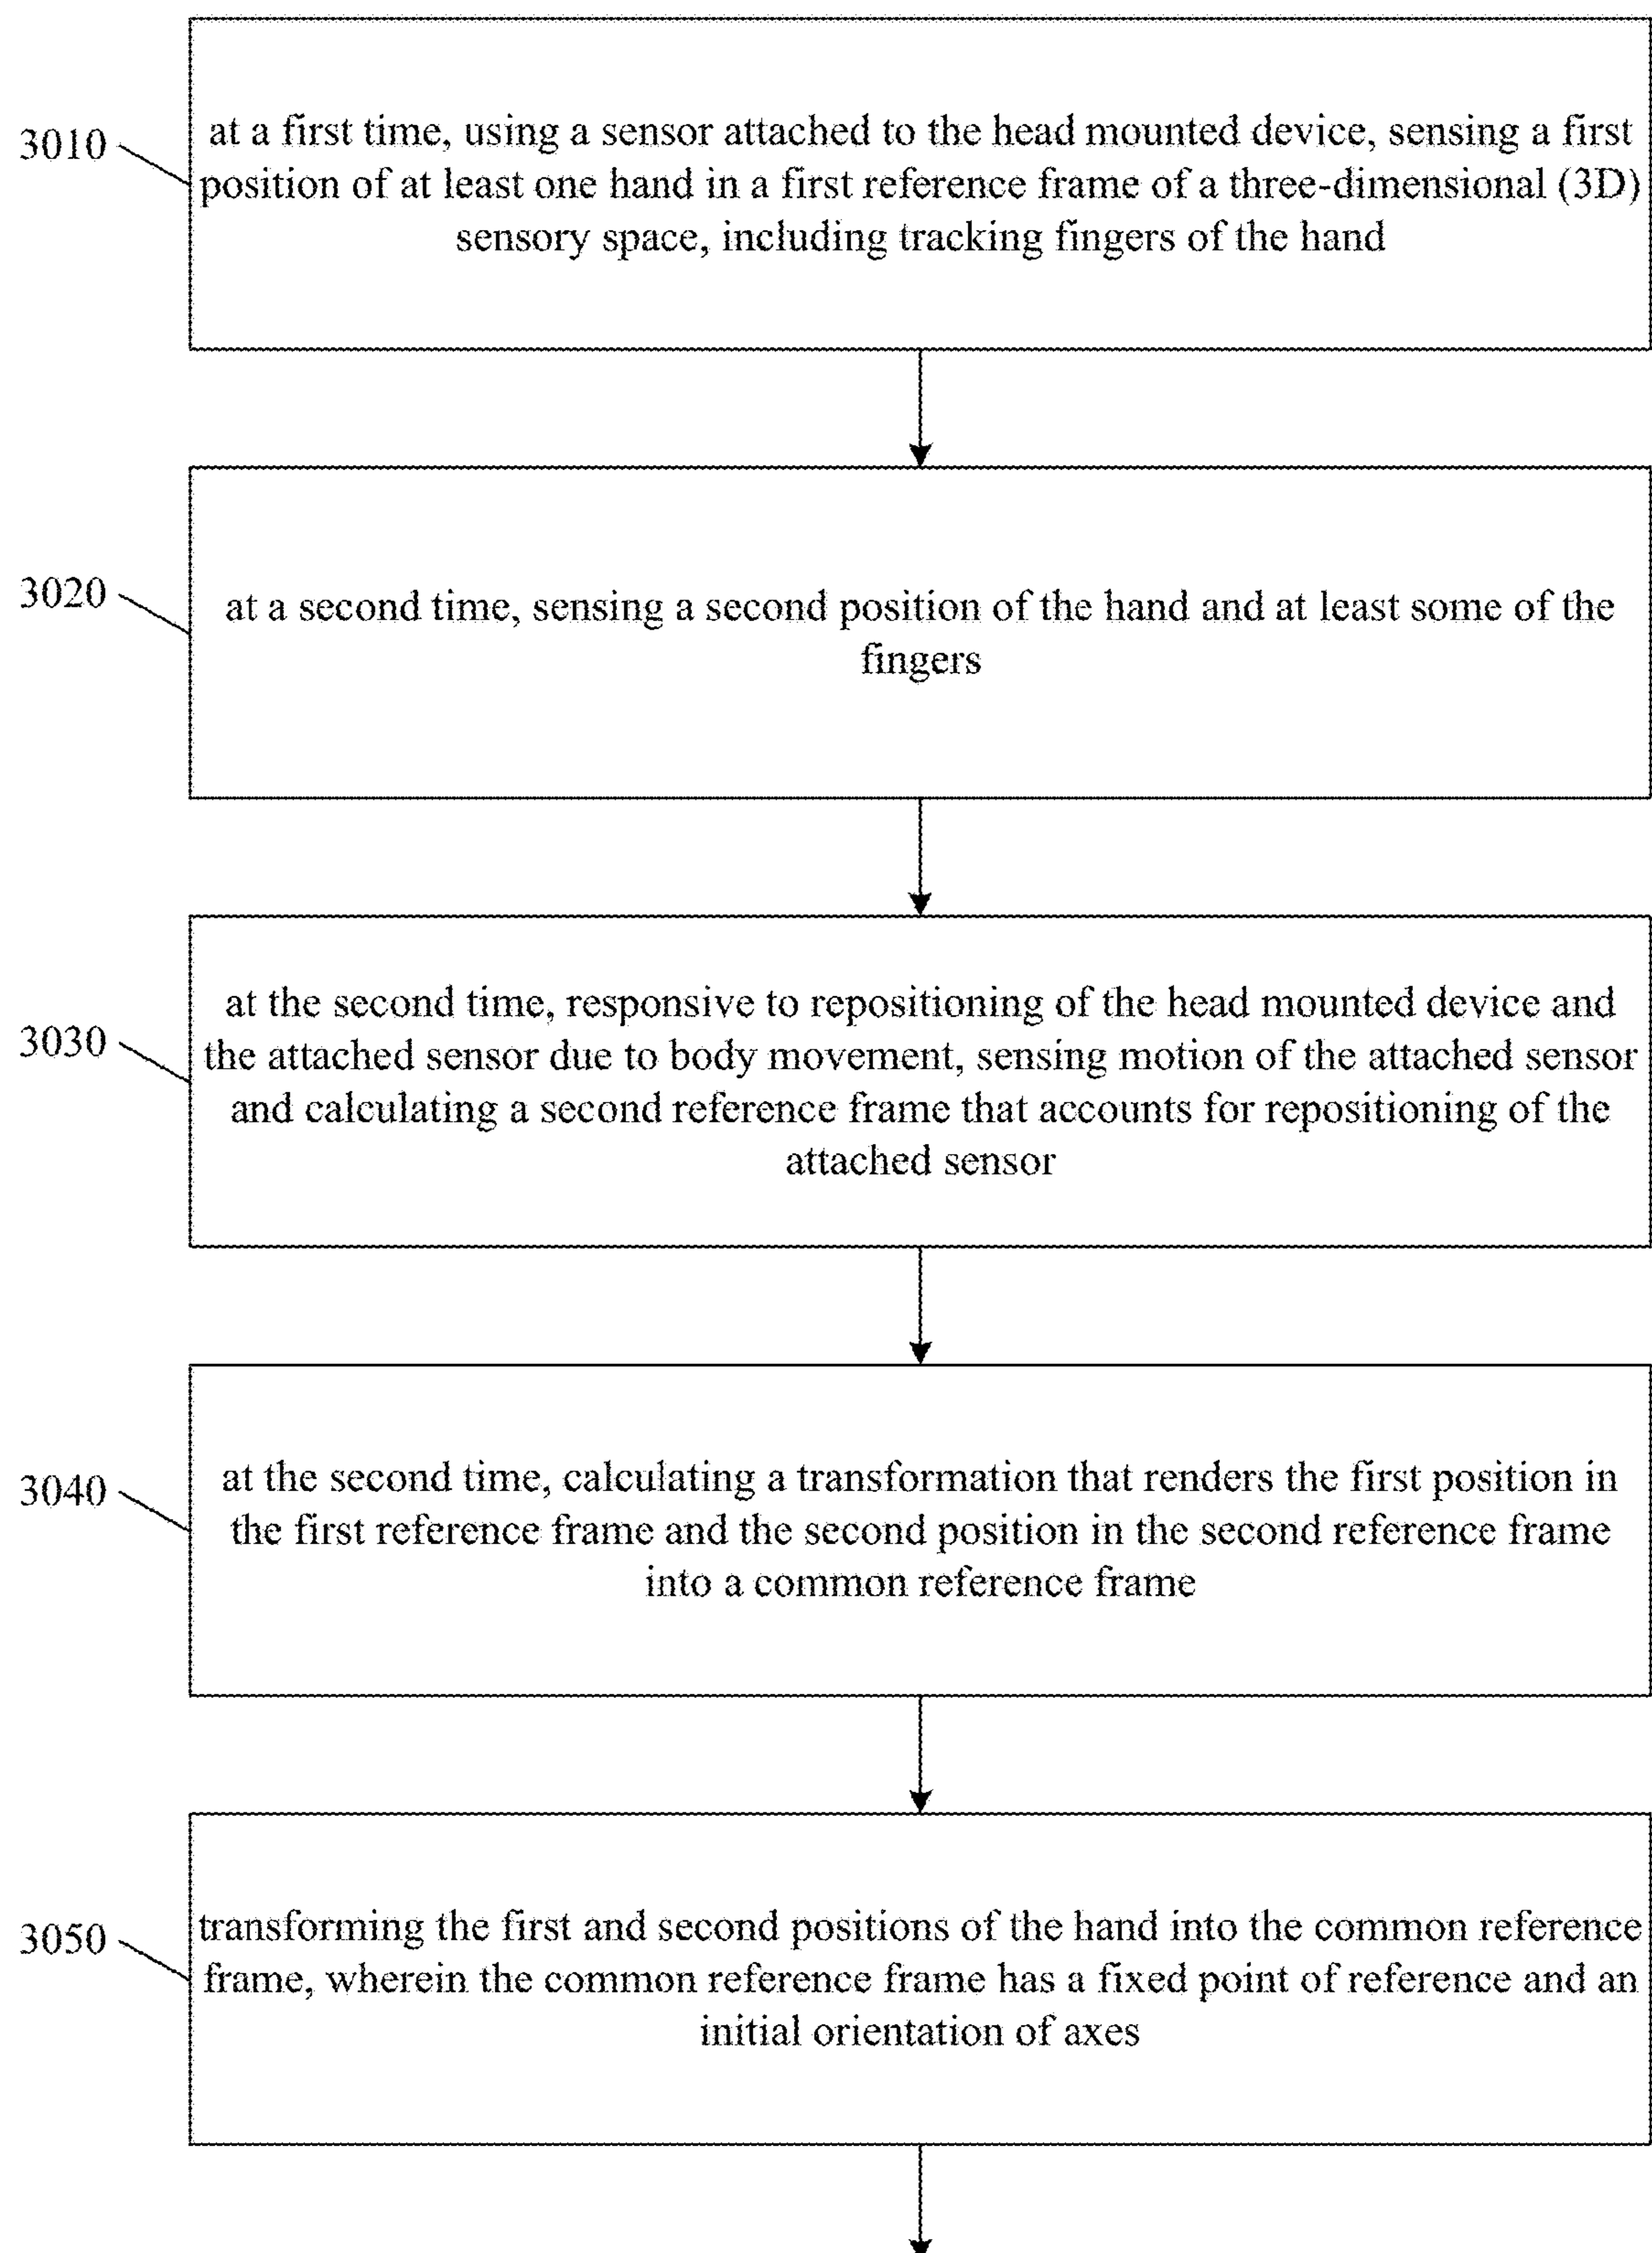 3010
at a first time, using a sensor attached to the head mounted device, sensing a first
position of at least one hand in a first reference frame of a three-dimensional (3D)
sensory space, including tracking fingers of the hand
3020
at a second time, sensing a second position of the hand and at least some of the
fingers
3030
at the second time, responsive to repositioning of the head mounted device and
the attached sensor due to body movement, sensing motion of the attached sensor
and calculating a second reference frame that accounts for repositioning of the
attached sensor
3040
at the second time, calculating a transformation that renders the first position in
the first reference frame and the second position in the second reference frame
into a common reference frame
3050
transforming the first and second positions of the hand into the common reference
frame, wherein the common reference frame has a fixed point of reference and an
initial orientation of axes